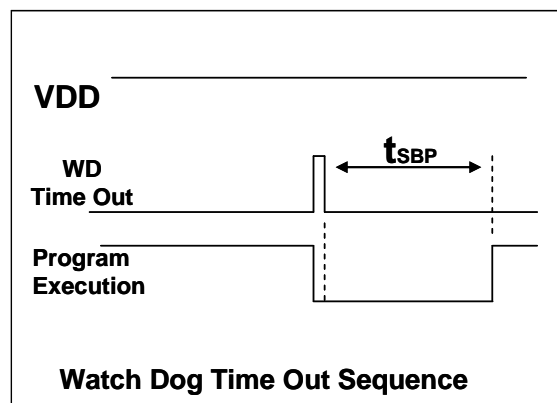 VDD
tSBP
WD
Time Out
Program
Execution
Watch Dog Time Out Sequence